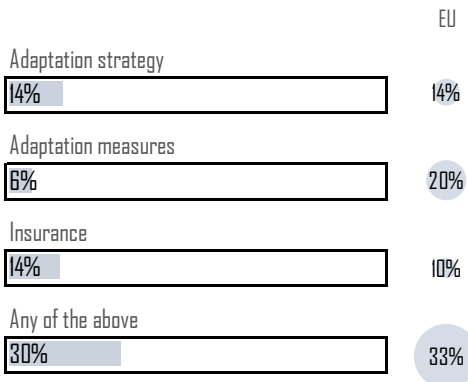 EU
Adaptation strategy
14% 14%
Adaptation measures
6% 20%
Insurance
14% 10%
Any of the above
30% 33%